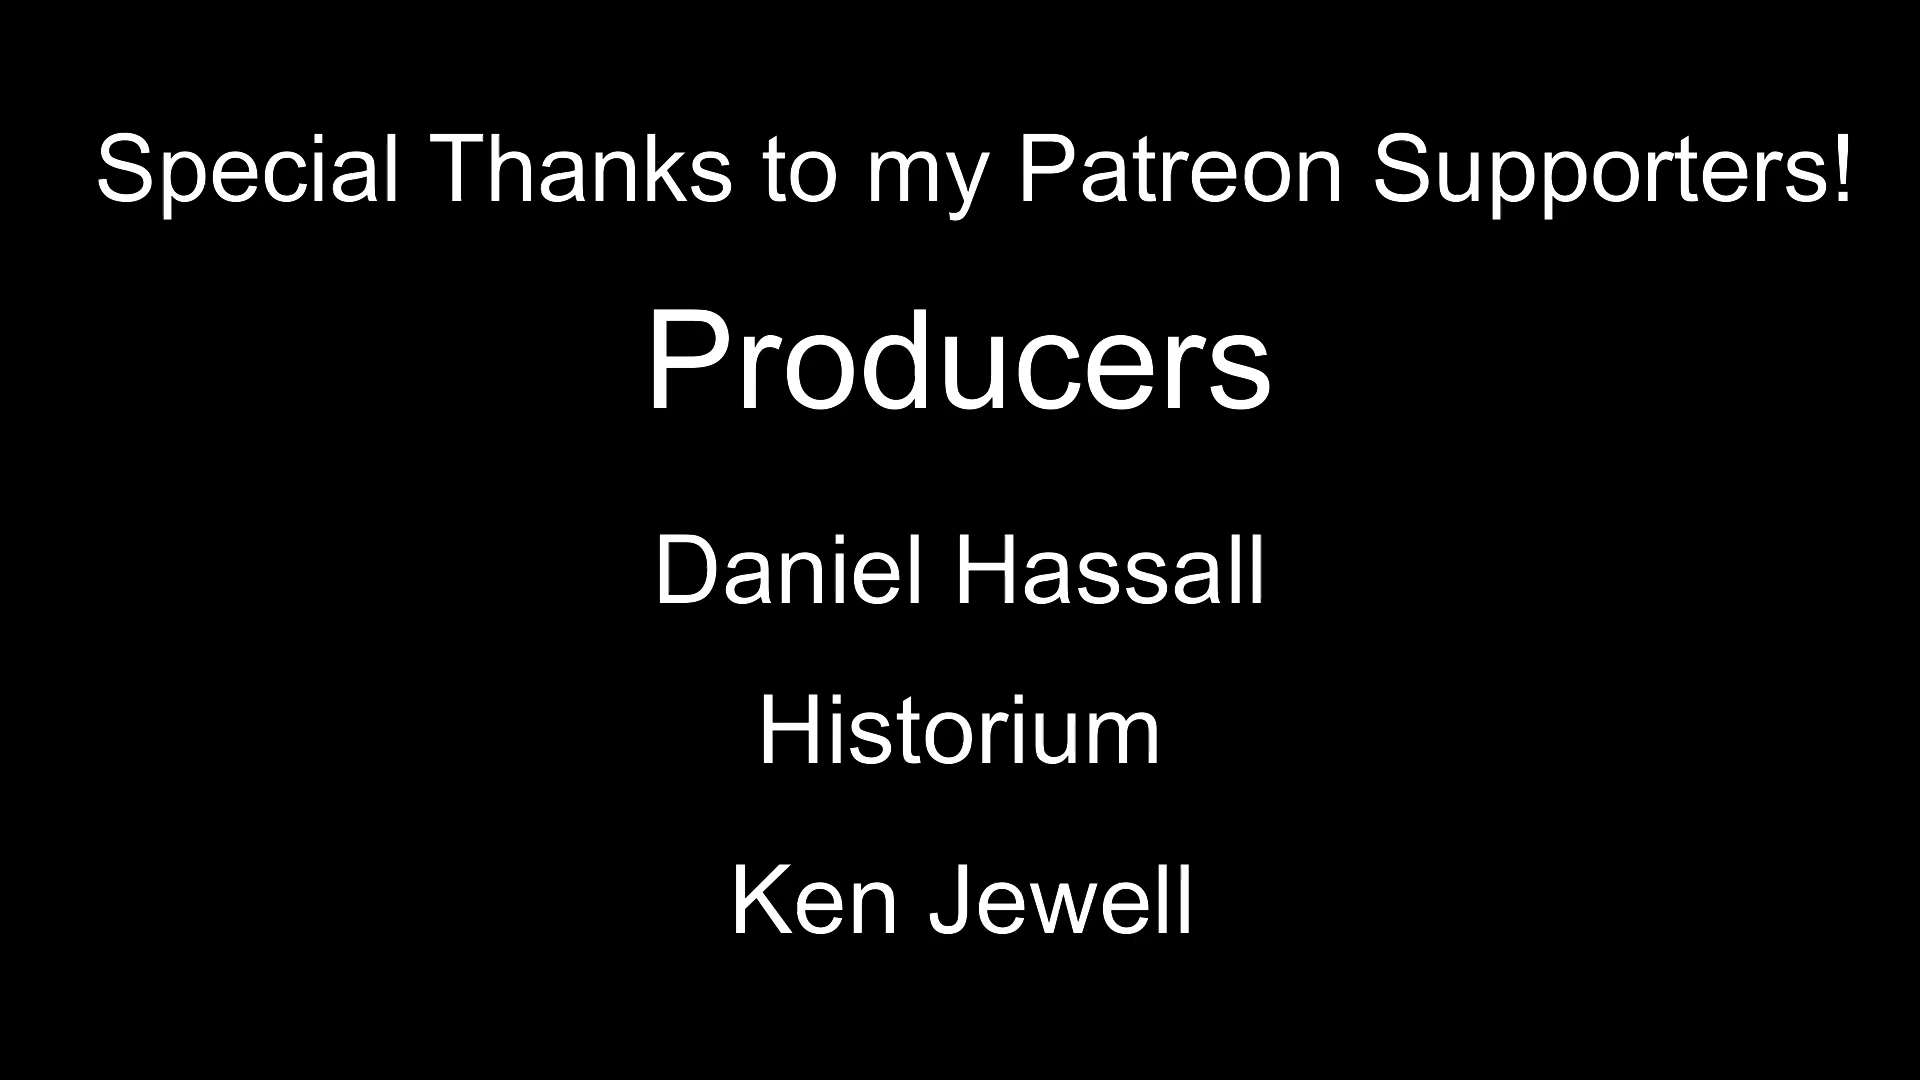 Special Thanks to my Patreon Supporters!
Producers
Daniel Hassall
Historium
Ken Jewell